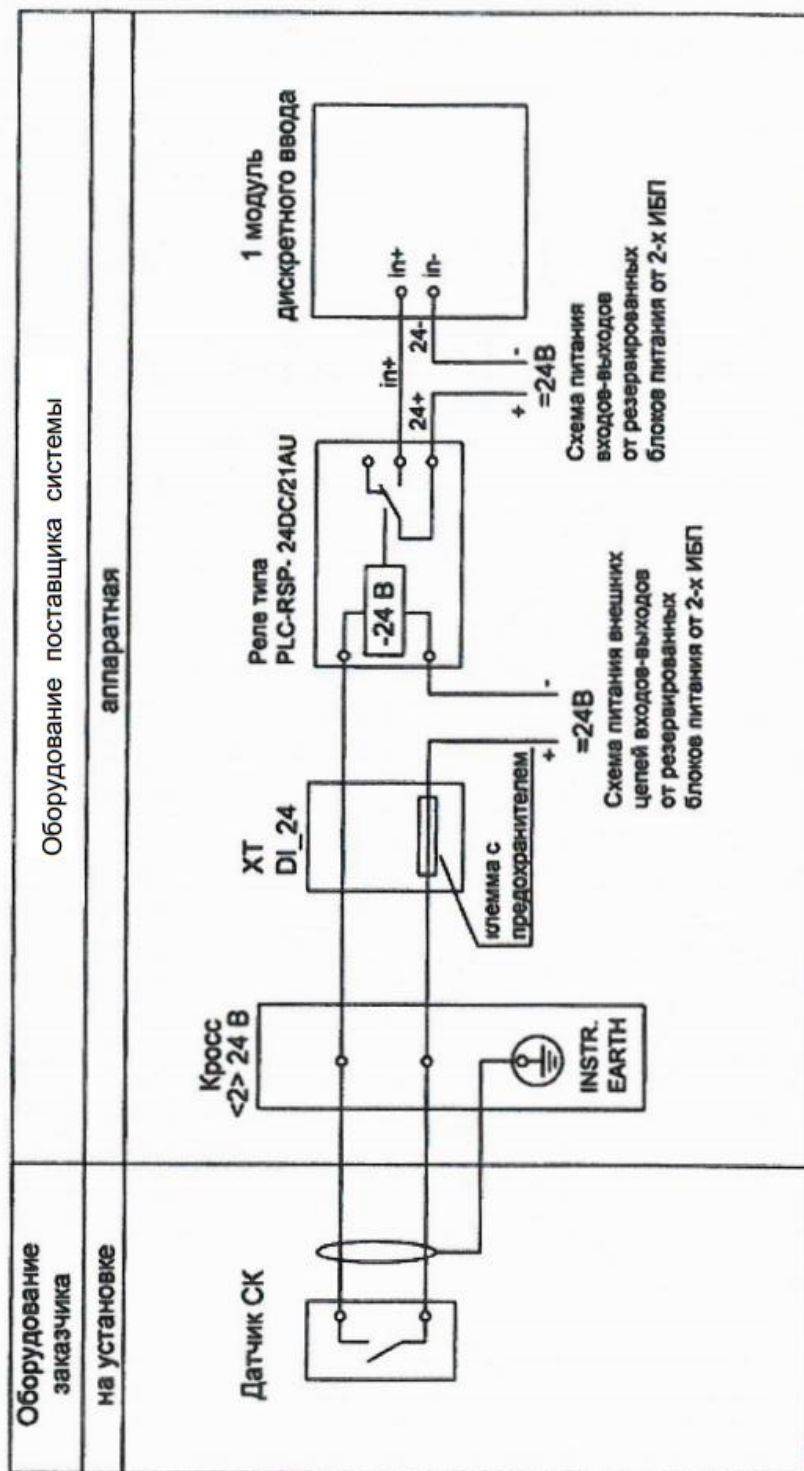 Оборудование
заказчика
Оборудование поставщика системы
на установке
аппаратная
Датчик СК
Кросс
<2> 24 В
INSTR.
EARTH
XT
DI_24
клемма с
предохранителем
Реле типа
PLC-RSP- 24DC/21AU
-24 В
+
-
=24В
Схема питания внешних
цепей входов-выходов
от резервированных
блоков питания от 2-х ИБП
1 модуль
дискретного ввода
in+
in-
in+
24-
24+
+
-
=24В
Схема питания
входов-выходов
от резервированных
блоков питания от 2-х ИБП